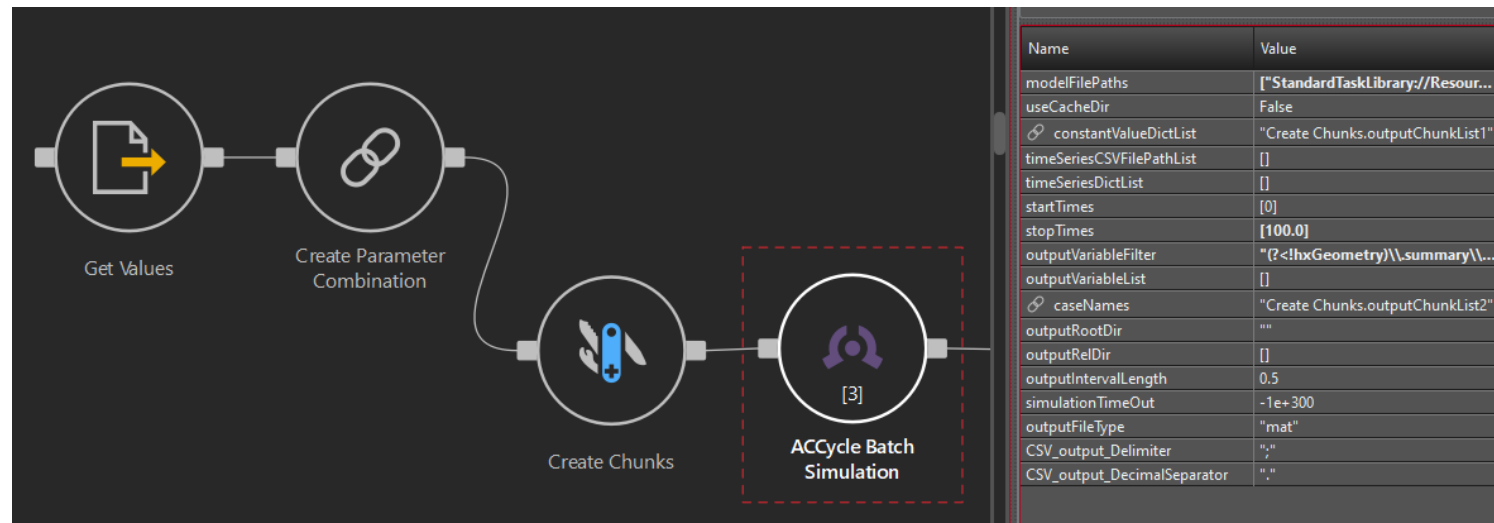 Get Values
Create Parameter
Combination
Create Chunks
[3]
ACCycle Batch
Simulation
Name Value
modelFilePaths ["StandardTaskLibrary://Resour...
useCacheDir False
constantValueDictList "Create Chunks.outputChunkList1"
timeSeriesCSVFilePathList []
timeSeriesDictList []
startTimes [0]
stopTimes [100.0]
outputVariableFilter "(?<!hxGeometry)\\.summary\\...
outputVariableList []
caseNames "Create Chunks.outputChunkList2"
outputRootDir ""
outputRelDir []
outputIntervalLength 0.5
simulationTimeOut -1e+300
outputFileType "mat"
CSV_output_Delimiter ";"
CSV_output_DecimalSeparator "."